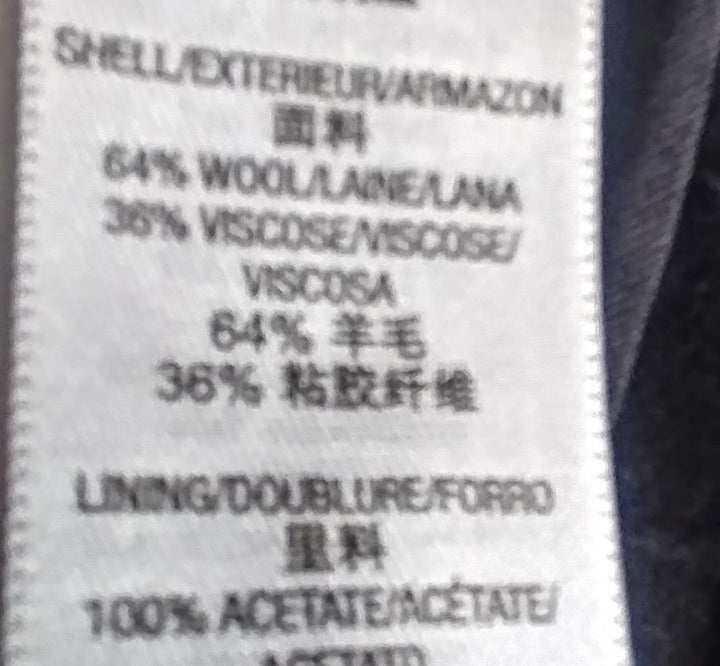 SHELL/EXTERIEUR/ARMAZON
面料
64% WOOL/LAINE/LANA
36% VISCOSE/VISCOSE/
VISCOSA
64% 羊毛
36% 粘胶纤维
LINING/DOUBLURE/FORRO
里料
100% ACETATE/ACÉTATE/
ACETATO